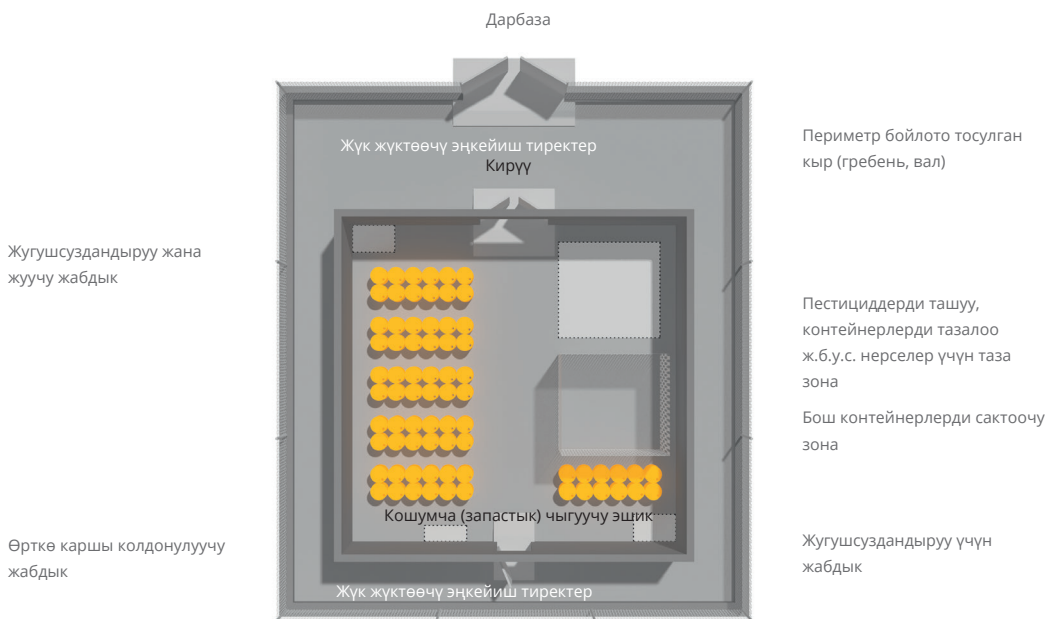 Дарбаза
Жүк жүктөөчү эңкейиш тиректер
Кирүү
Периметр бойлото тосулган
кыр (гребень, вал)
Жугушсуздандыруу жана
жуучу жабдык
Пестициддерди ташуу,
контейнерлерди тазалоо
ж.б.у.с. нерселер үчүн таза
зона
Бош контейнерлерди сактоочу
зона
Кошумча (запастык) чыгуучу эшик
Өрткө каршы колдонулуучу
жабдык
Жугушсуздандыруу үчүн
жабдык
Жүк жүктөөчү эңкейиш тиректер